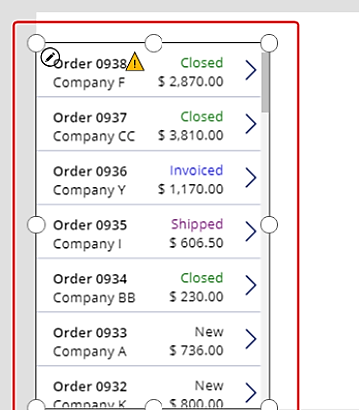 Order 0938 Closed
Company F $ 2,870.00
Order 0937 Closed
Company CC $ 3,810.00
Order 0936 Invoiced
Company Y $ 1,170.00
Order 0935 Shipped
Company I $ 606.50
Order 0934 Closed
Company BB $ 230.00
Order 0933 New
Company A $ 736.00
Order 0932 New
Company K $ 800.00